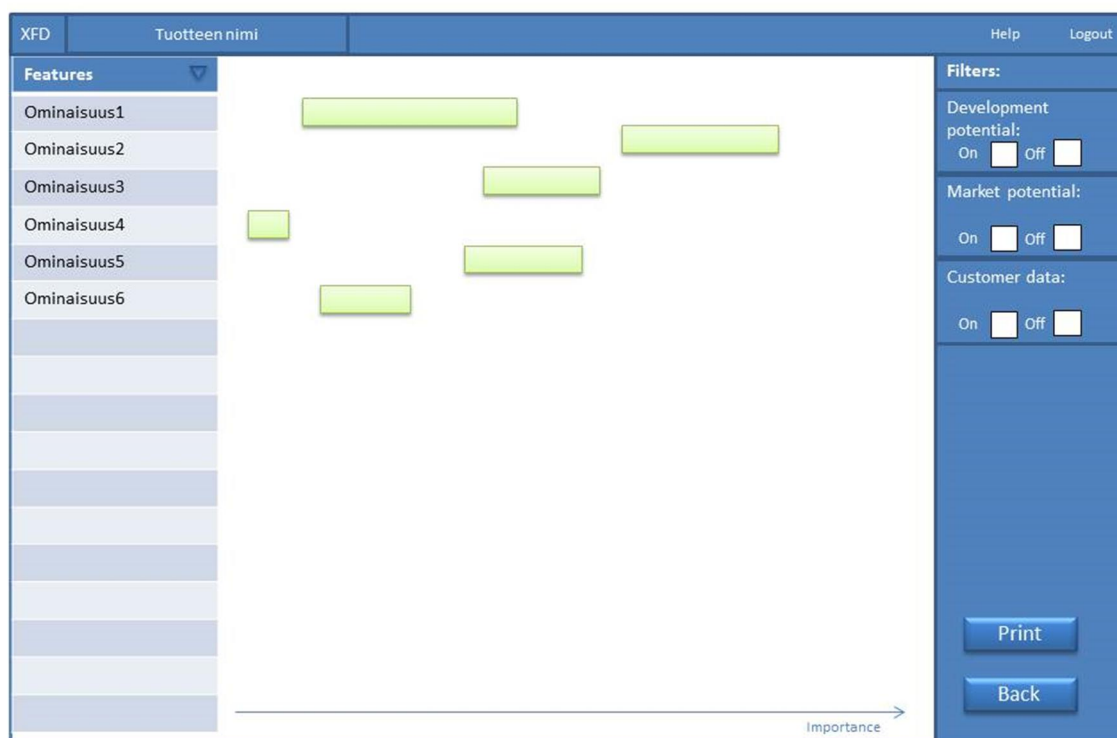 XFD
Tuotteen nimi
Help
Logout
Features
Ominaisuus1
Ominaisuus2
Ominaisuus3
Ominaisuus4
Ominaisuus5
Ominaisuus6
Filters:
Development
potential:
On Off
Market potential:
On Off
Customer data:
On Off
Print
Back
Importance